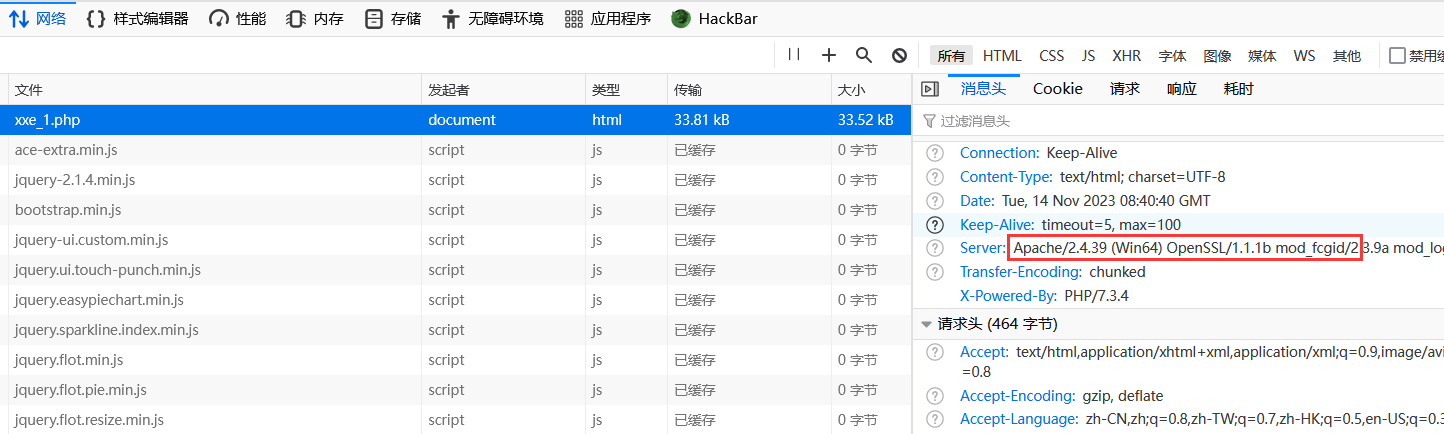 网络 样式编辑器 性能 内存 存储 无障碍环境 应用程序 HackBar
所有 HTML CSS JS XHR 字体 图像 媒体 WS 其他 禁用
文件 发起者 类型 传输 大小
消息头 Cookie 请求 响应 耗时
xxe_1.php document html 33.81 kB 33.52 kB
ace-extra.min.js script js 已缓存 0 字节
jquery-2.1.4.min.js script js 已缓存 0 字节
bootstrap.min.js script js 已缓存 0 字节
jquery-ui.custom.min.js script js 已缓存 0 字节
jquery.ui.touch-punch.min.js script js 已缓存 0 字节
jquery.easypiechart.min.js script js 已缓存 0 字节
jquery.sparkline.index.min.js script js 已缓存 0 字节
jquery.flot.min.js script js 已缓存 0 字节
jquery.flot.pie.min.js script js 已缓存 0 字节
jquery.flot.resize.min.js script js 已缓存 0 字节
过滤消息头
Connection: Keep-Alive
Content-Type: text/html; charset=UTF-8
Date: Tue, 14 Nov 2023 08:40:40 GMT
Keep-Alive: timeout=5, max=100
Server: Apache/2.4.39 (Win64) OpenSSL/1.1.1b mod_fcgid/2.3.9a mod_log
Transfer-Encoding: chunked
X-Powered-By: PHP/7.3.4
请求头 (464 字节)
Accept: text/html,application/xhtml+xml,application/xml;q=0.9,image/avi
=0.8
Accept-Encoding: gzip, deflate
Accept-Language: zh-CN,zh;q=0.8,zh-TW;q=0.7,zh-HK;q=0.5,en-US;q=0.3